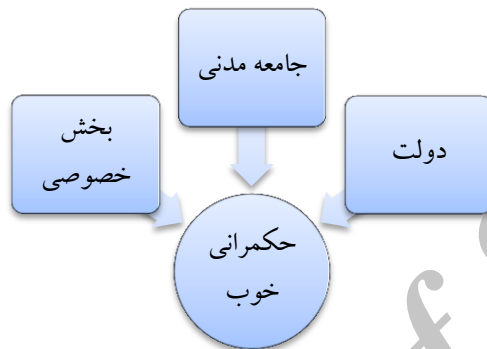 جامعه مدنی
دولت
بخش
خصوصی
حکمرانی
خوب